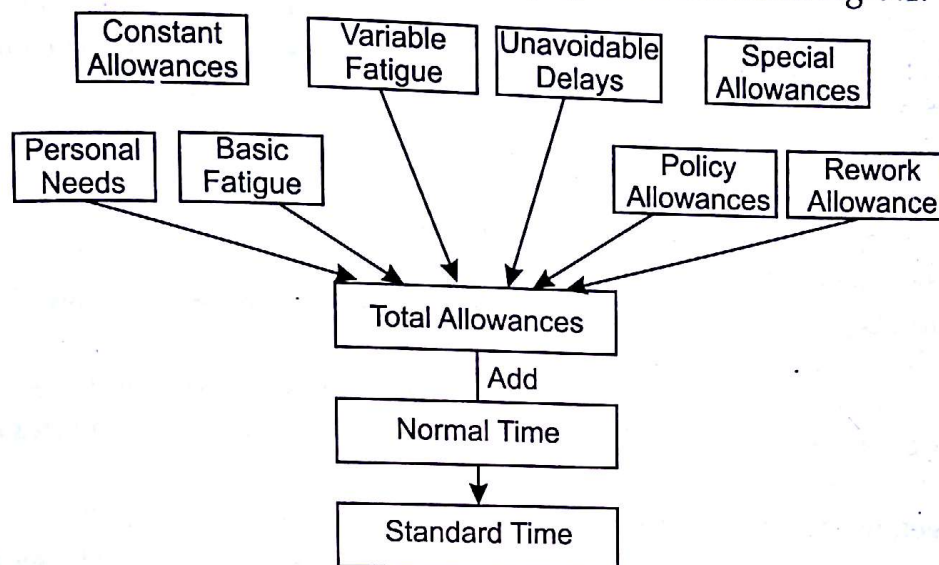 Constant
Allowances
Variable
Fatigue
Unavoidable
Delays
Special
Allowances
Personal
Needs
Basic
Fatigue
Policy
Allowances
Rework
Allowance
Total Allowances
Add
Normal Time
Standard Time